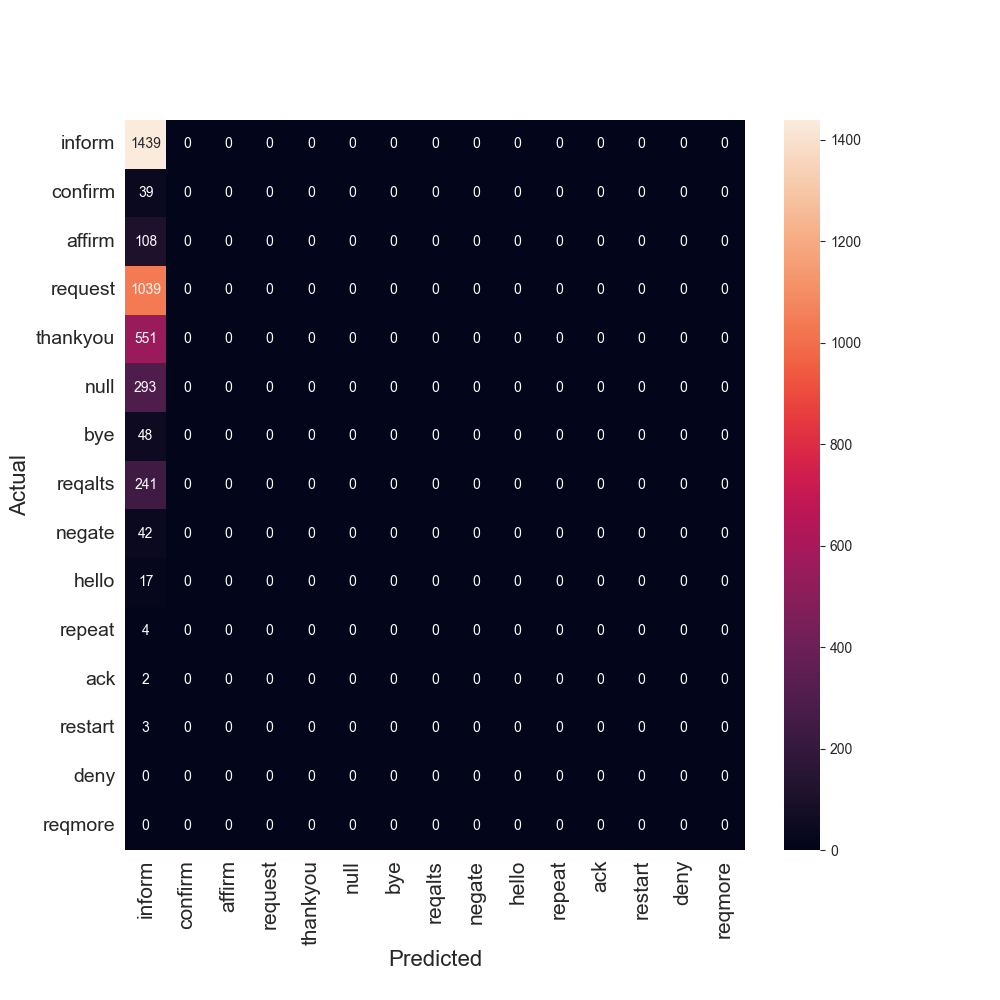 inform 1439 0 0 0 0 0 0 0 0 0 0 0 0 0 0
confirm 39 0 0 0 0 0 0 0 0 0 0 0 0 0 0
affirm 108 0 0 0 0 0 0 0 0 0 0 0 0 0 0
request 1039 0 0 0 0 0 0 0 0 0 0 0 0 0 0
thankyou 551 0 0 0 0 0 0 0 0 0 0 0 0 0 0
null 293 0 0 0 0 0 0 0 0 0 0 0 0 0 0
bye 48 0 0 0 0 0 0 0 0 0 0 0 0 0 0
reqalts 241 0 0 0 0 0 0 0 0 0 0 0 0 0 0
negate 42 0 0 0 0 0 0 0 0 0 0 0 0 0 0
hello 17 0 0 0 0 0 0 0 0 0 0 0 0 0 0
repeat 4 0 0 0 0 0 0 0 0 0 0 0 0 0 0
ack 2 0 0 0 0 0 0 0 0 0 0 0 0 0 0
restart 3 0 0 0 0 0 0 0 0 0 0 0 0 0 0
deny 0 0 0 0 0 0 0 0 0 0 0 0 0 0 0
reqmore 0 0 0 0 0 0 0 0 0 0 0 0 0 0 0
Actual
inform confirm affirm request thankyou null bye reqalts negate hello repeat ack restart deny reqmore
Predicted
1400
1200
1000
800
600
400
200
0